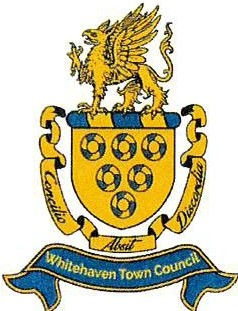 Concilio
Absit
Discordia
Whitehaven Town Council